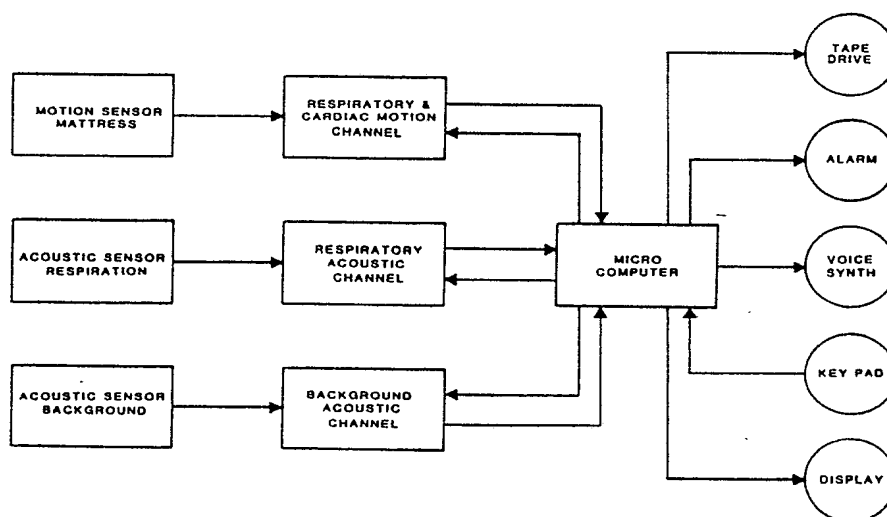 MOTION SENSOR
MATTRESS
RESPIRATORY &
CARDIAC MOTION
CHANNEL
TAPE
DRIVE
ALARM
ACOUSTIC SENSOR
RESPIRATION
RESPIRATORY
ACOUSTIC
CHANNEL
MICRO
COMPUTER
VOICE
SYNTH
ACOUSTIC SENSOR
BACKGROUND
BACKGROUND
ACOUSTIC
CHANNEL
KEY PAD
DISPLAY